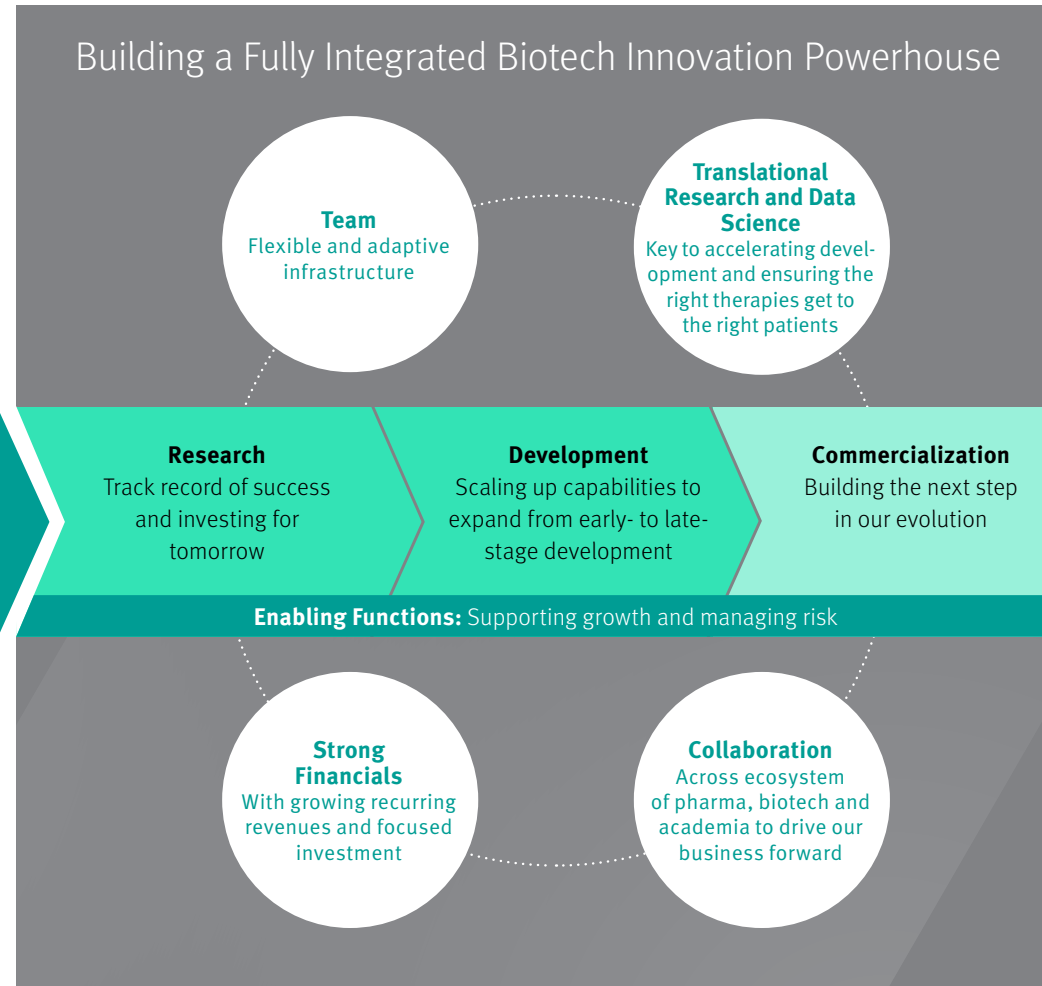 Building a Fully Integrated Biotech Innovation Powerhouse
Team
Flexible and adaptive
infrastructure
Translational
Research and Data
Science
Key to accelerating devel-
opment and ensuring the
right therapies get to
the right patients
Research
Track record of success
and investing for
tomorrow
Development
Scaling up capabilities to
expand from early- to late-
stage development
Commercialization
Building the next step
in our evolution
Enabling Functions: Supporting growth and managing risk
Strong
Financials
With growing recurring
revenues and focused
investment
Collaboration
Across ecosystem
of pharma, biotech and
academia to drive our
business forward